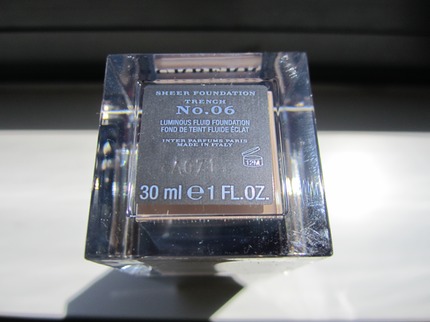 SHEER FOUNDATION
TRENCH
No.06
LUMINOUS FLUID FOUNDATION
FOND DE TEINT FLUIDE ÉCLAT
INTER PARFUMS PARIS
MADE IN ITALY
12M
30 ml ℮ 1 FL.OZ.